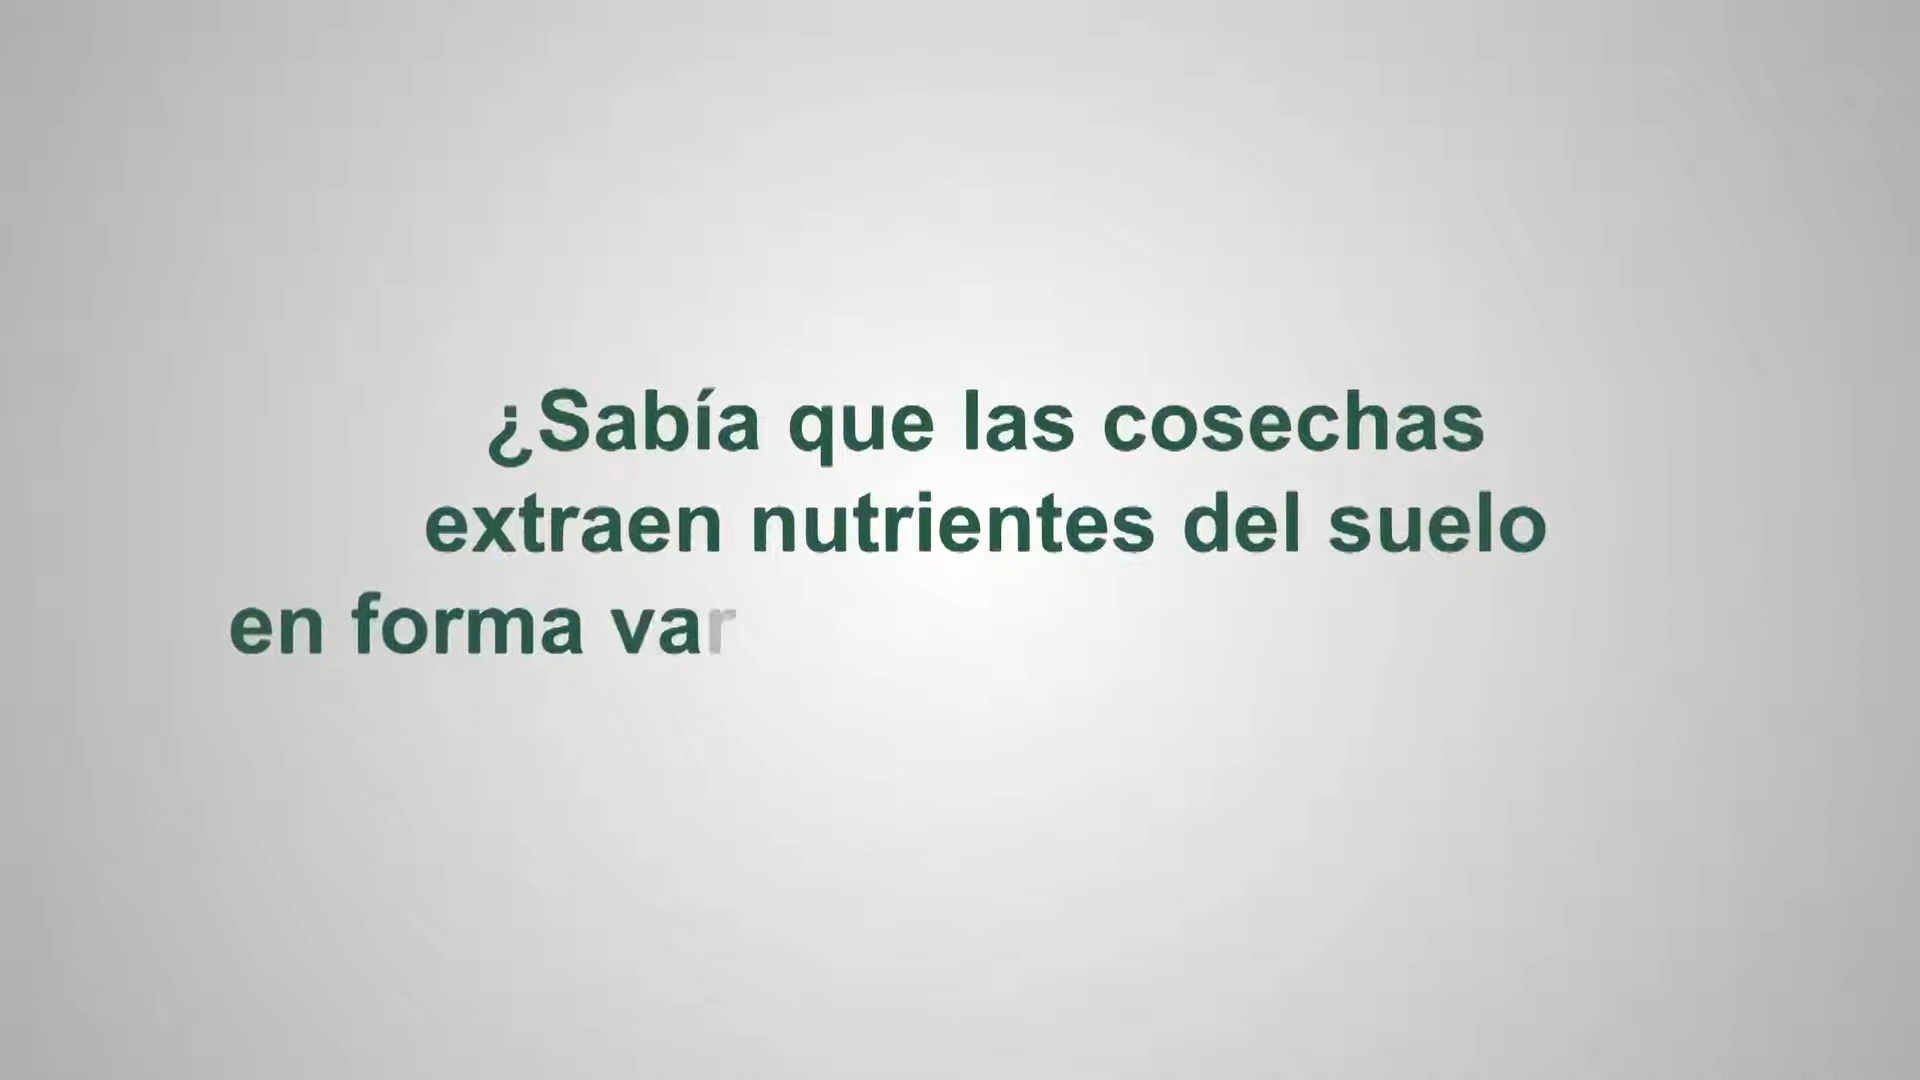 ¿Sabía que las cosechas
extraen nutrientes del suelo
en forma var